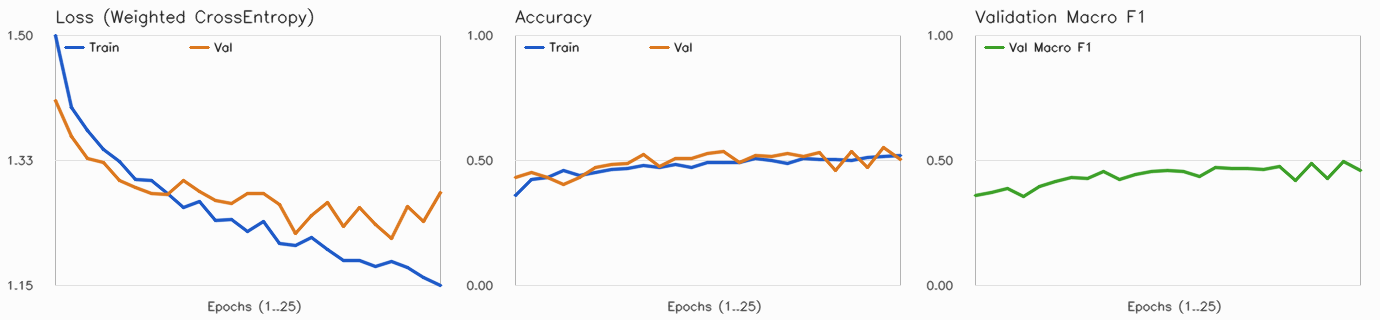 Loss (Weighted CrossEntropy)
1.50
Train
Val
1.33
1.15
Epochs (1..25)
Accuracy
1.00
Train
Val
0.50
0.00
Epochs (1..25)
Validation Macro F1
1.00
Val Macro F1
0.50
0.00
Epochs (1..25)